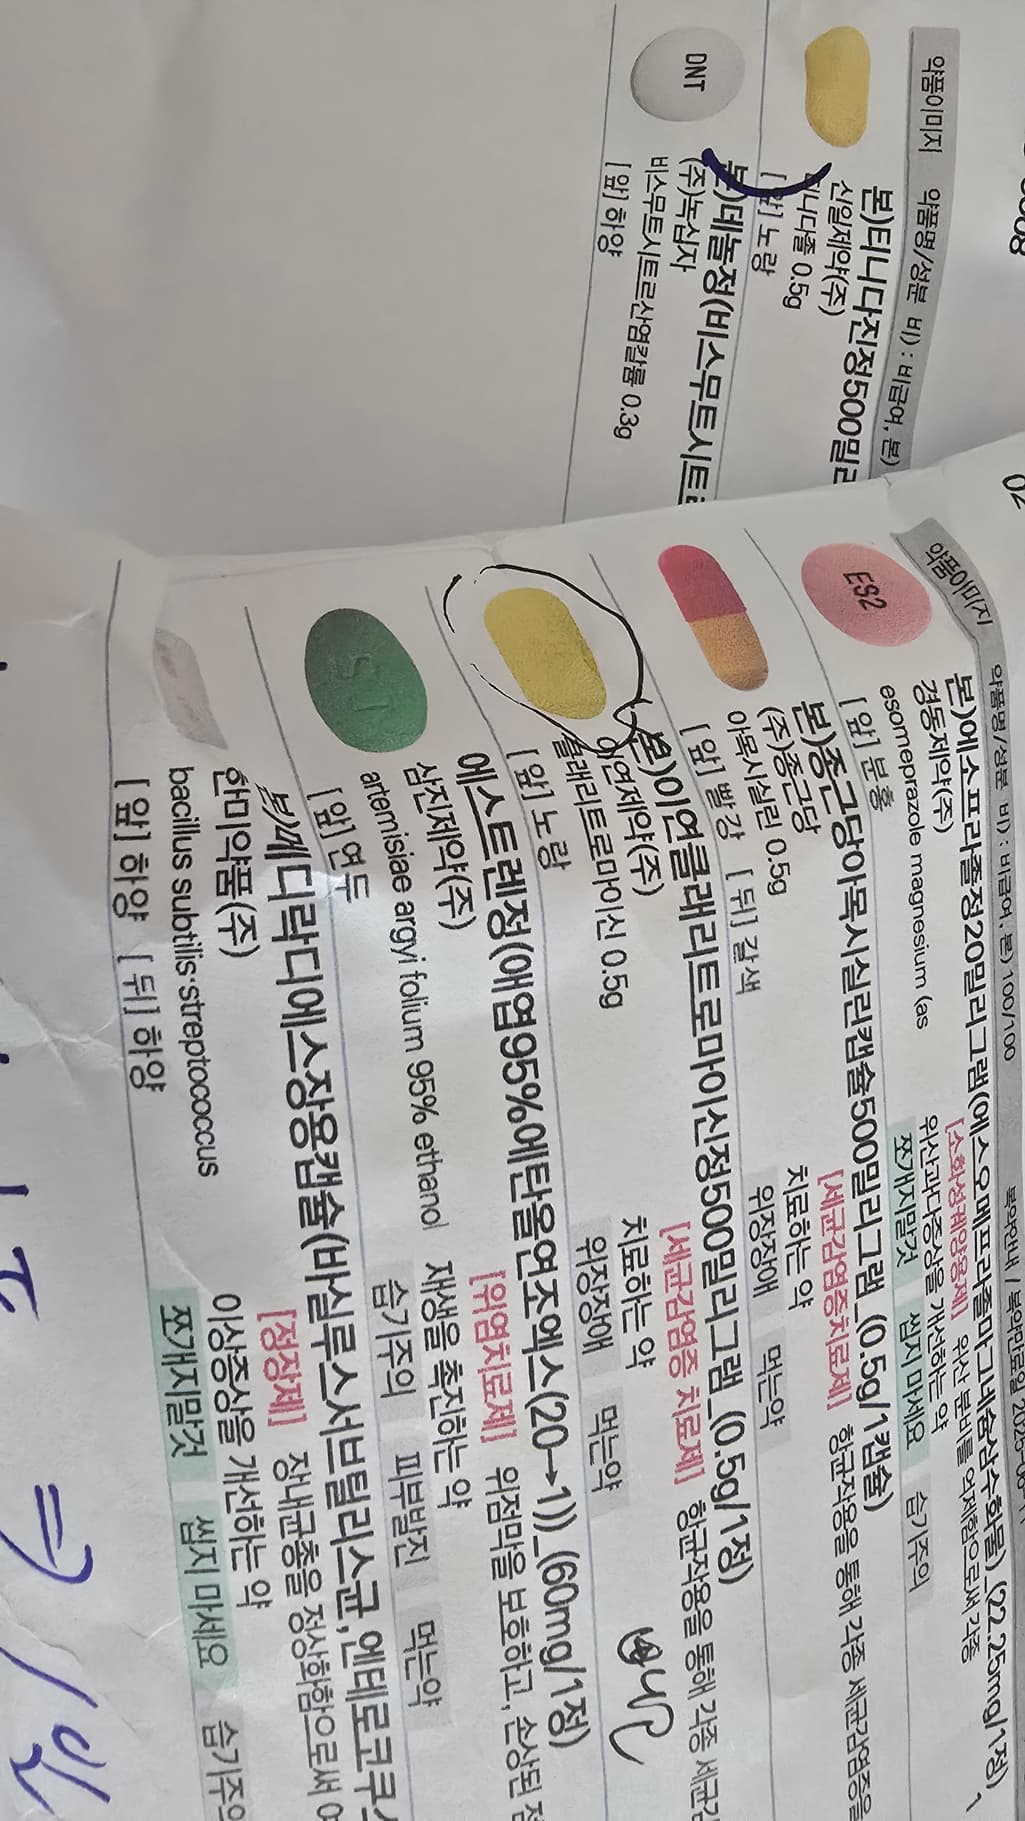 약품이미지 약품명/성분 비) : 비급여, 본)
본)티니다진정500밀리
신일제약(주)
티니다졸 0.5g
[앞] 노랑
DNT
본)데놀정(비스무트시트르
(주)녹십자
비스무트시트르산염칼륨 0.3g
[앞] 하양
약품이미지 약품명/성분 비) : 비급여, 본) 100/100
ES2
본)에소프라졸정20밀리그램(에스오메프라졸마그네슘삼수화물)_(22.25mg/1정)
경동제약(주)
[소화성궤양용제] 위산 분비를 억제함으로써 각종
esomeprazole magnesium (as
위산과다증상을 개선하는 약
[앞] 분홍
쪼개지말것 씹지 마세요 습기주의
본)종근당아목시실린캡슐500밀리그램_(0.5g/1캡슐)
(주)종근당
[세균감염증치료제] 항균작용을 통해 각종 세균감염증을
아목시실린 0.5g
치료하는 약
[앞] 빨강 [뒤] 갈색
위장장애 먹는약
본)이연클래리트로마이신정500밀리그램_(0.5g/1정)
이연제약(주)
[세균감염증 치료제] 항균작용을 통해 각종 세균감
클래리트로마이신 0.5g
치료하는 약
[앞] 노랑
위장장애 먹는약
에스트렌정(애엽95%에탄올연조엑스(20→1))_(60mg/1정)
삼진제약(주)
[위염치료제] 위점막을 보호하고, 손상된 점
artemisiae argyi folium 95% ethanol
재생을 촉진하는 약
[앞] 연두
습기주의 피부발진 먹는약
본)메디락디에스장용캡슐(바실루스서브틸리스균,엔테로코쿠스
한미약품(주)
[정장제] 장내균총을 정상화함으로써
bacillus subtilis·streptococcus
이상증상을 개선하는 약
[앞] 하양 [뒤] 하양
쪼개지말것 씹지 마세요 습기주의